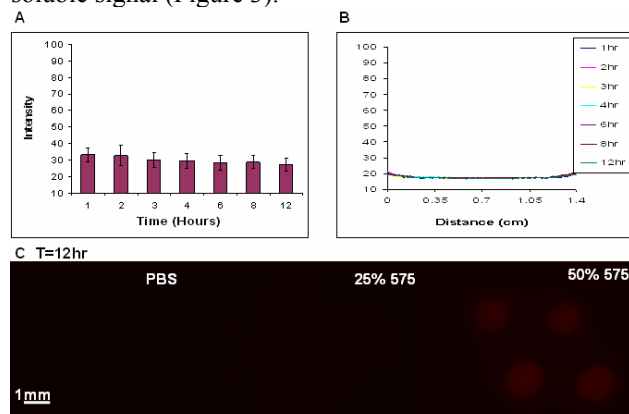 soluble signal (Figure 5).
A
100
90
80
70
60
50
40
30
20
10
Intensity
1 2 3 4 6 8 12
Time (Hours)
B
100
90
80
70
60
50
40
30
20
10
0 0.35 0.7 1.05 1.4
Distance (cm)
1hr
2hr
3hr
4hr
6hr
8hr
12hr
C T=12hr
PBS 25% 575 50% 575
1mm